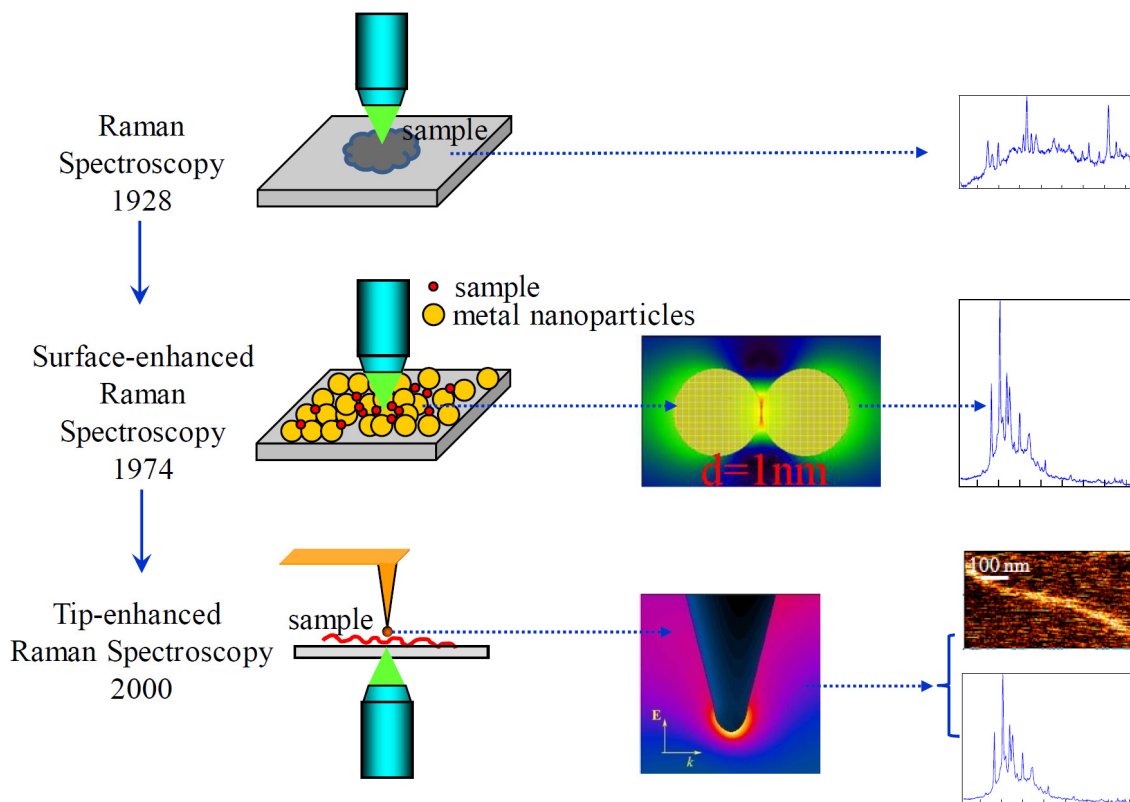 Raman
Spectroscopy
1928
sample
Surface-enhanced
Raman
Spectroscopy
1974
sample
metal nanoparticles
d=1nm
Tip-enhanced
Raman Spectroscopy
2000
sample
E
k
100 nm